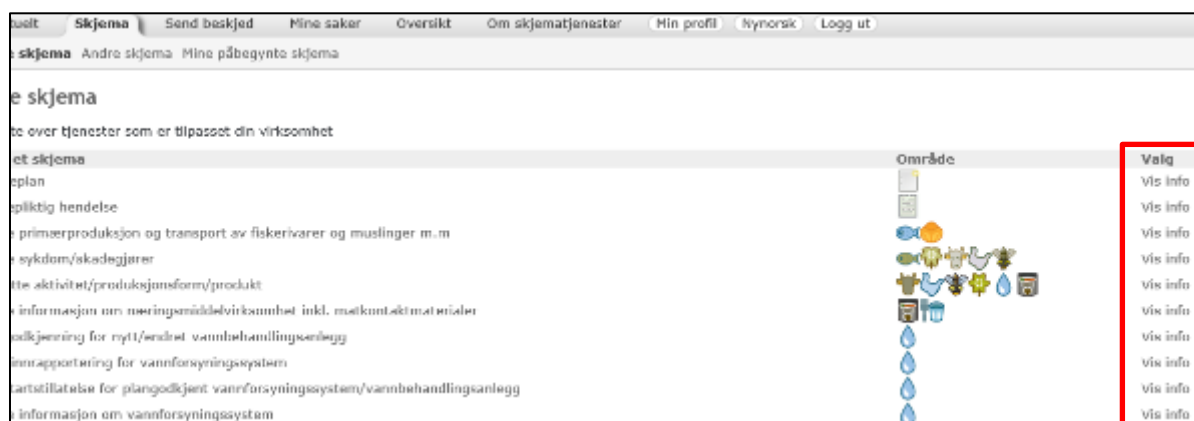 tuelt Skjema Send beskjed Mine saker Oversikt Om skjematjenester Min profil Nynorsk Logg ut
skjema Andre skjema Mine påbegynte skjema
e skjema
te over tjenester som er tilpasset din virksomhet
et skjema Område Valg
eplan Vis info
epliktig hendelse Vis info
primærproduksjon og transport av fiskerivarer og muslinger m.m Vis info
sykdom/skadegjører Vis info
tte aktivitet/produksjonsform/produkt Vis info
informasjon om næringsmiddelvirksomhet inkl. matkontaktmaterialer Vis info
odkjenning for nytt/endret vannbehandlingsanlegg Vis info
innrapportering for vannforsyningssystem Vis info
tartstillatelse for plangodkjent vannforsyningssystem/vannbehandlingsanlegg Vis info
informasjon om vannforsyningssystem Vis info